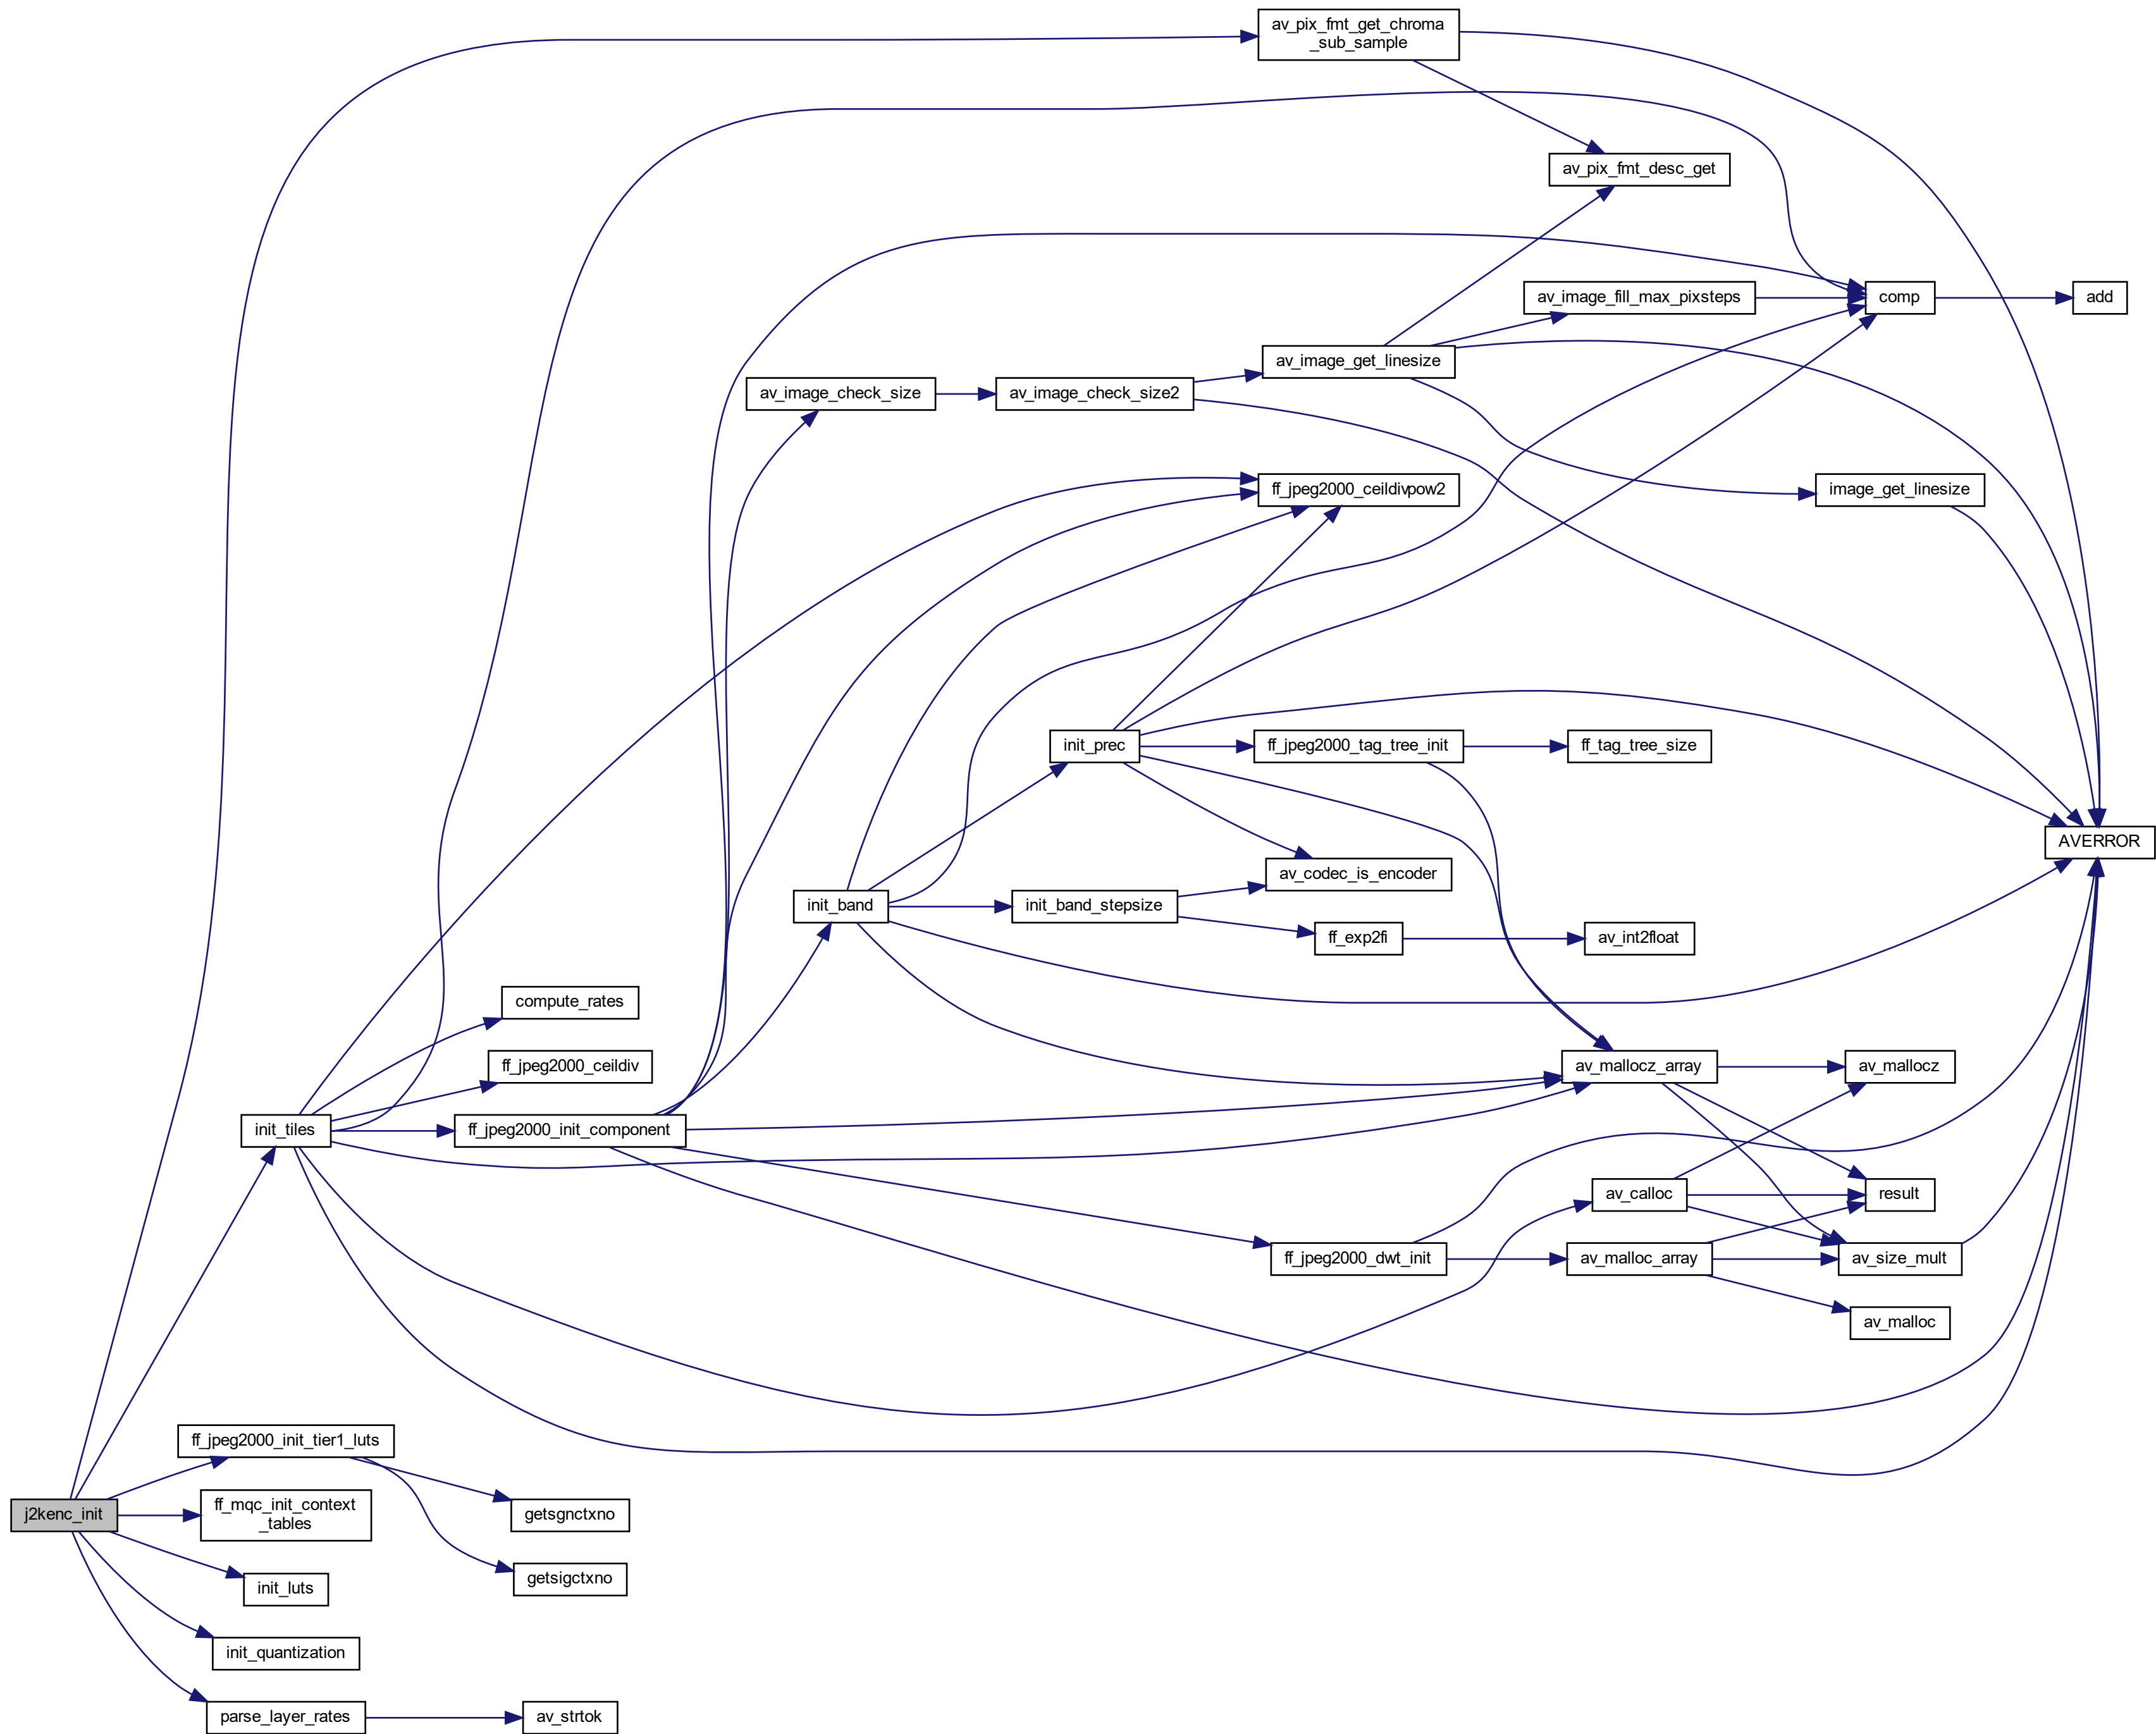 av_pix_fmt_get_chroma
_sub_sample
av_pix_fmt_desc_get
av_image_fill_max_pixsteps
comp
add
av_image_get_linesize
av_image_check_size
av_image_check_size2
ff_jpeg2000_ceildivpow2
image_get_linesize
init_prec
ff_jpeg2000_tag_tree_init
ff_tag_tree_size
AVERROR
av_codec_is_encoder
init_band
init_band_stepsize
ff_exp2fi
av_int2float
compute_rates
ff_jpeg2000_ceildiv
av_mallocz_array
av_mallocz
init_tiles
ff_jpeg2000_init_component
av_calloc
result
ff_jpeg2000_dwt_init
av_malloc_array
av_size_mult
av_malloc
ff_jpeg2000_init_tier1_luts
j2kenc_init
ff_mqc_init_context
_tables
getsgnctxno
getsigctxno
init_luts
init_quantization
parse_layer_rates
av_strtok